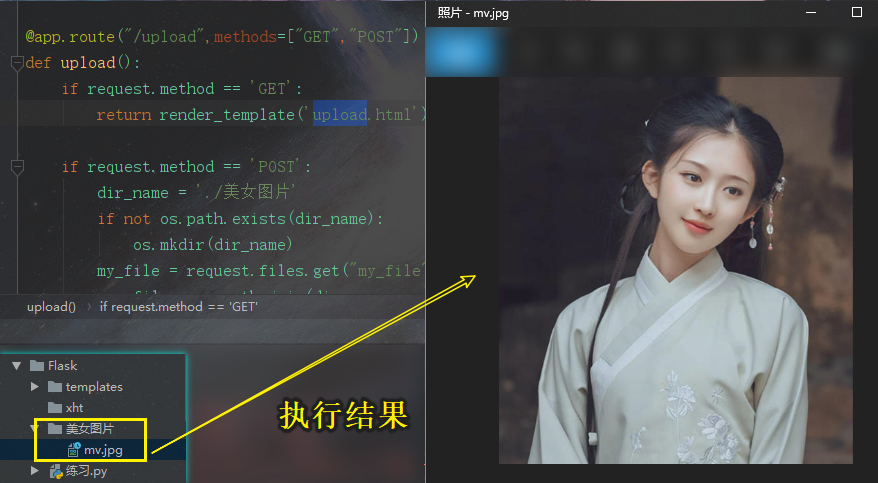 @app.route("/upload",methods=["GET","POST"])
def upload():
if request.method == 'GET':
return render_template('upload.html')
if request.method == 'POST':
dir_name = './美女图片'
if not os.path.exists(dir_name):
os.mkdir(dir_name)
my_file = request.files.get("my_file"
upload() › if request.method == 'GET'
Flask
templates
xht
美女图片
mv.jpg
练习.py
执行结果
照片 - mv.jpg